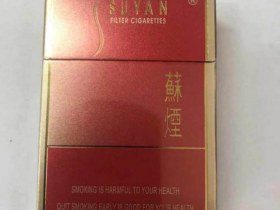 SUYAN
®
FILTER CIGARETTES
蘇
煙
SMOKING IS HARMFUL TO YOUR HEALTH
QUIT SMOKING EARLY IS GOOD FOR YOUR HEALTH